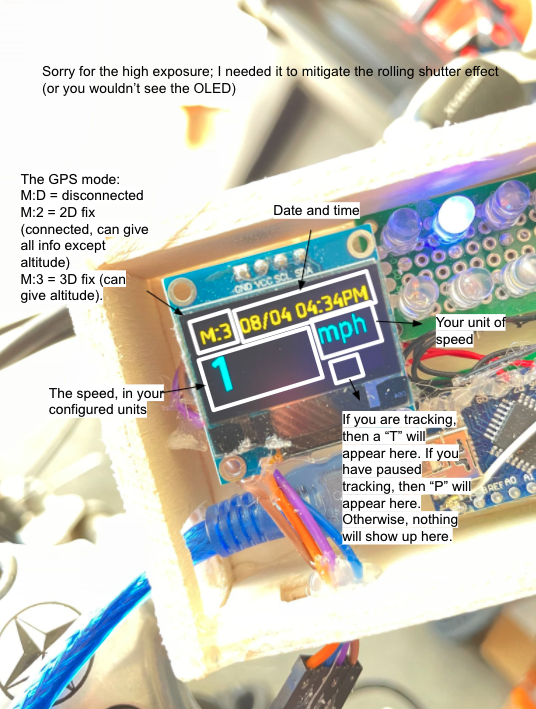 Sorry for the high exposure; I needed it to mitigate the rolling shutter effect
(or you wouldn't see the OLED)
The GPS mode:
M:D = disconnected
M:2 = 2D fix
(connected, can give
all info except
altitude)
M:3 = 3D fix (can
give altitude).
Date and time
GND VCC SCL SDA
M:3 08/04 04:34PM
mph
1
Your unit of
speed
The speed, in your
configured units
If you are tracking,
then a "T" will
appear here. If you
have paused
tracking, then "P" will
appear here.
Otherwise, nothing
will show up here.
REF A0 A1